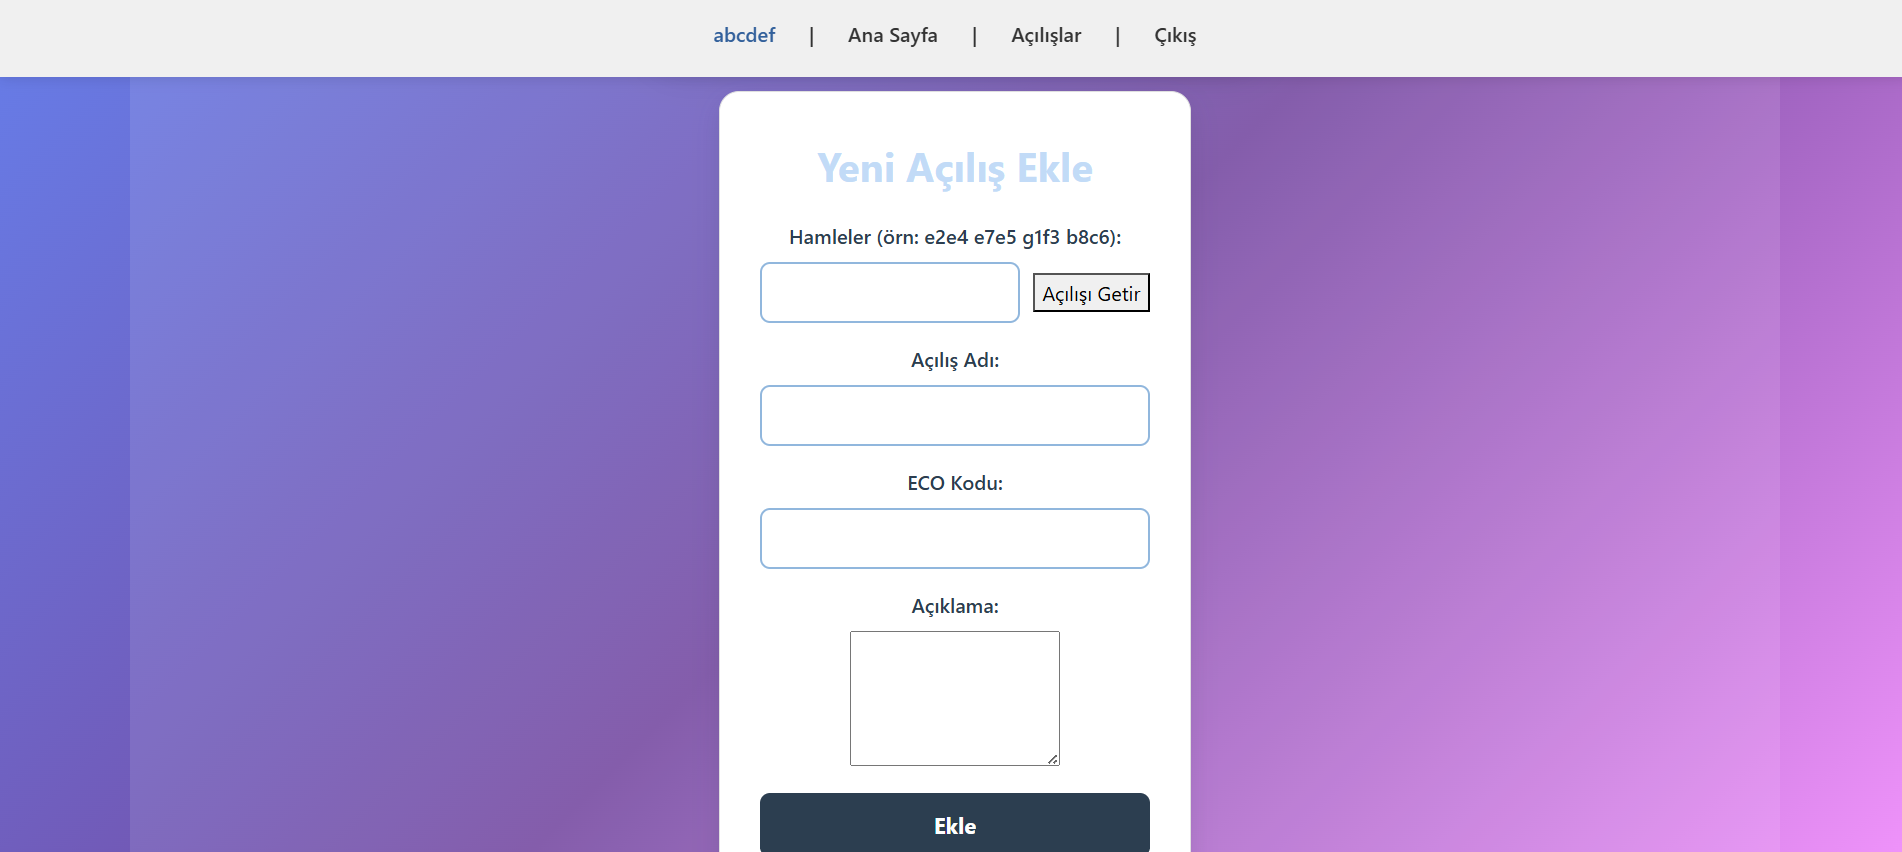 abcdef | Ana Sayfa | Açılışlar | Çıkış
Yeni Açılış Ekle
Hamleler (örn: e2e4 e7e5 g1f3 b8c6):
Açılışı Getir
Açılış Adı:
ECO Kodu:
Açıklama:
Ekle